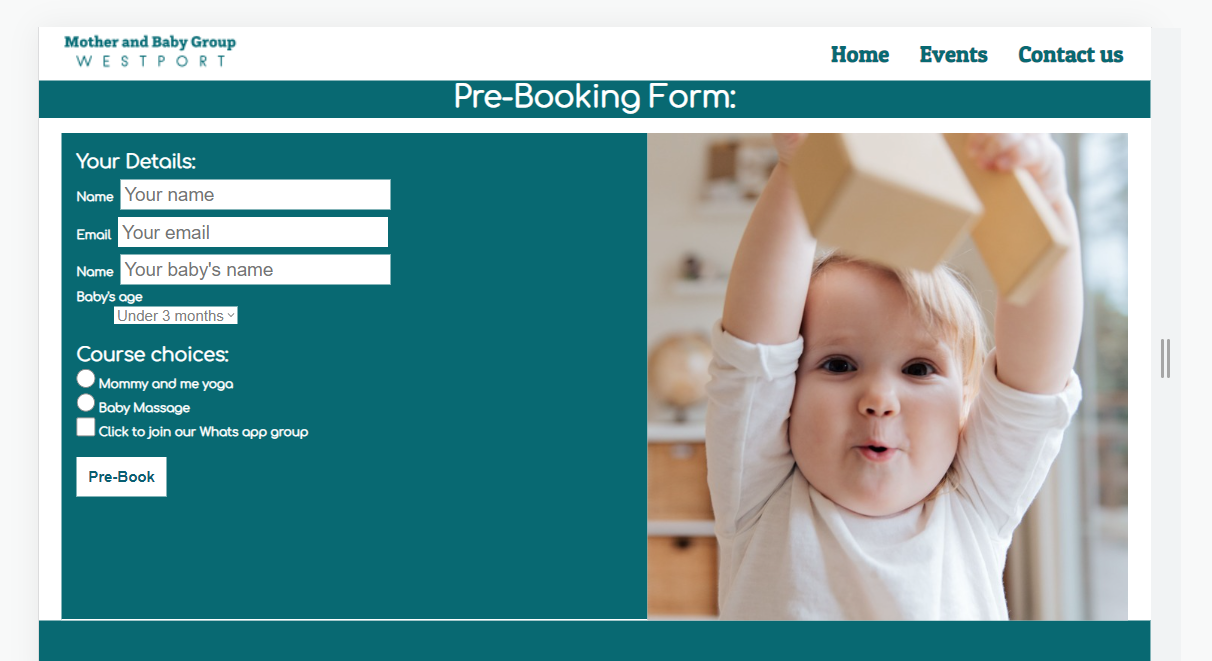 Mother and Baby Group
WESTPORT
Home Events Contact us
Pre-Booking Form:
Your Details:
Name Your name
Email Your email
Name Your baby's name
Baby's age
Under 3 months
Course choices:
Mommy and me yoga
Baby Massage
Click to join our Whats app group
Pre-Book